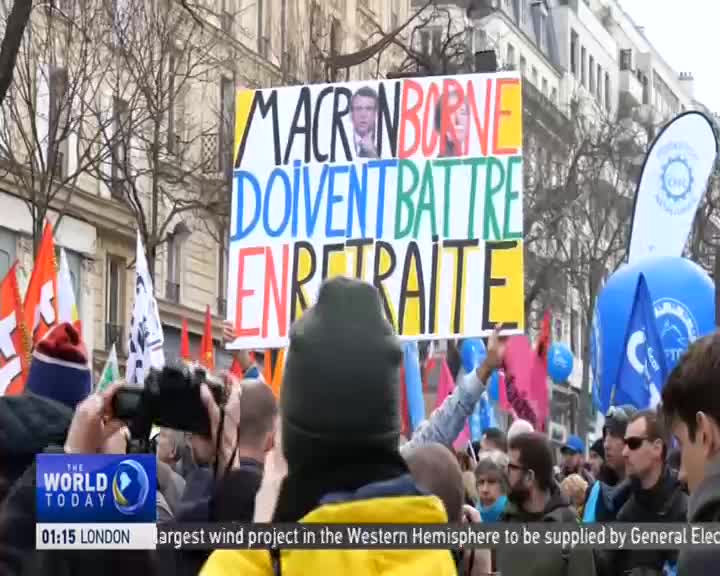 MACRON BORNE
DOIVENT BATTRE
EN RETRAITE
THE
WORLD
TODAY
01:15 LONDON
largest wind project in the Western Hemisphere to be supplied by General Elec